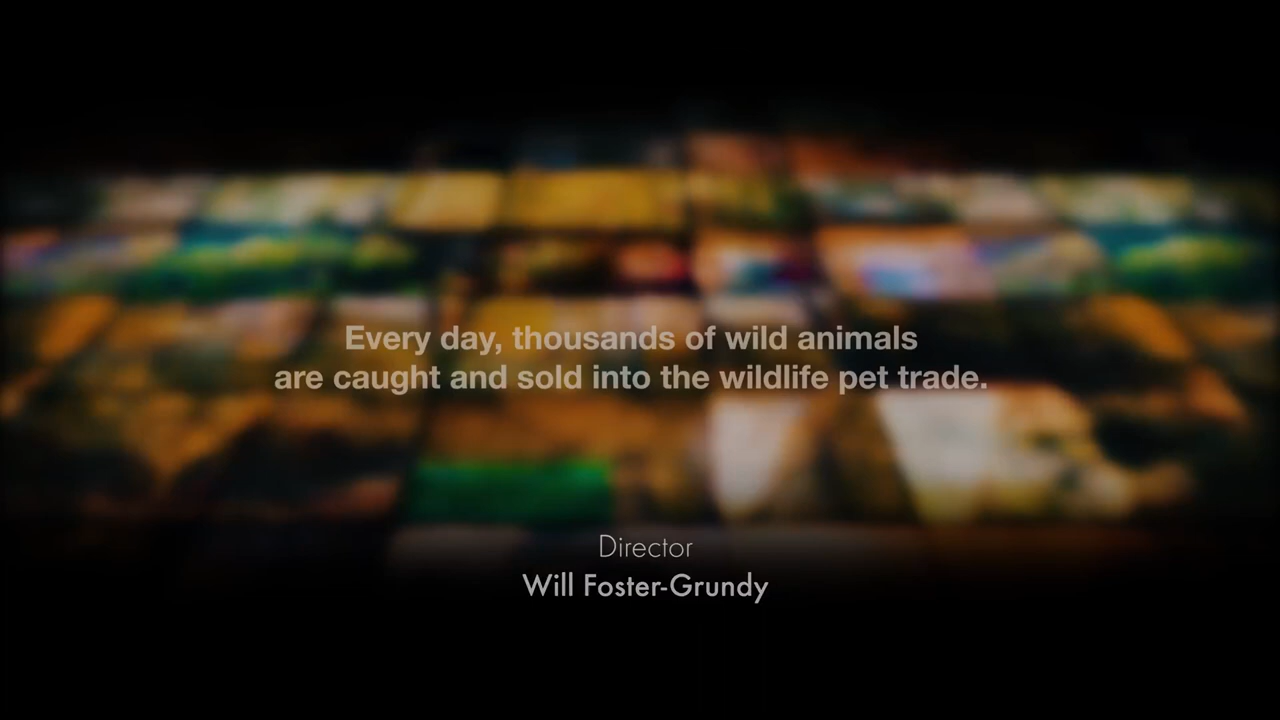 Every day, thousands of wild animals
are caught and sold into the wildlife pet trade.
Director
Will Foster-Grundy